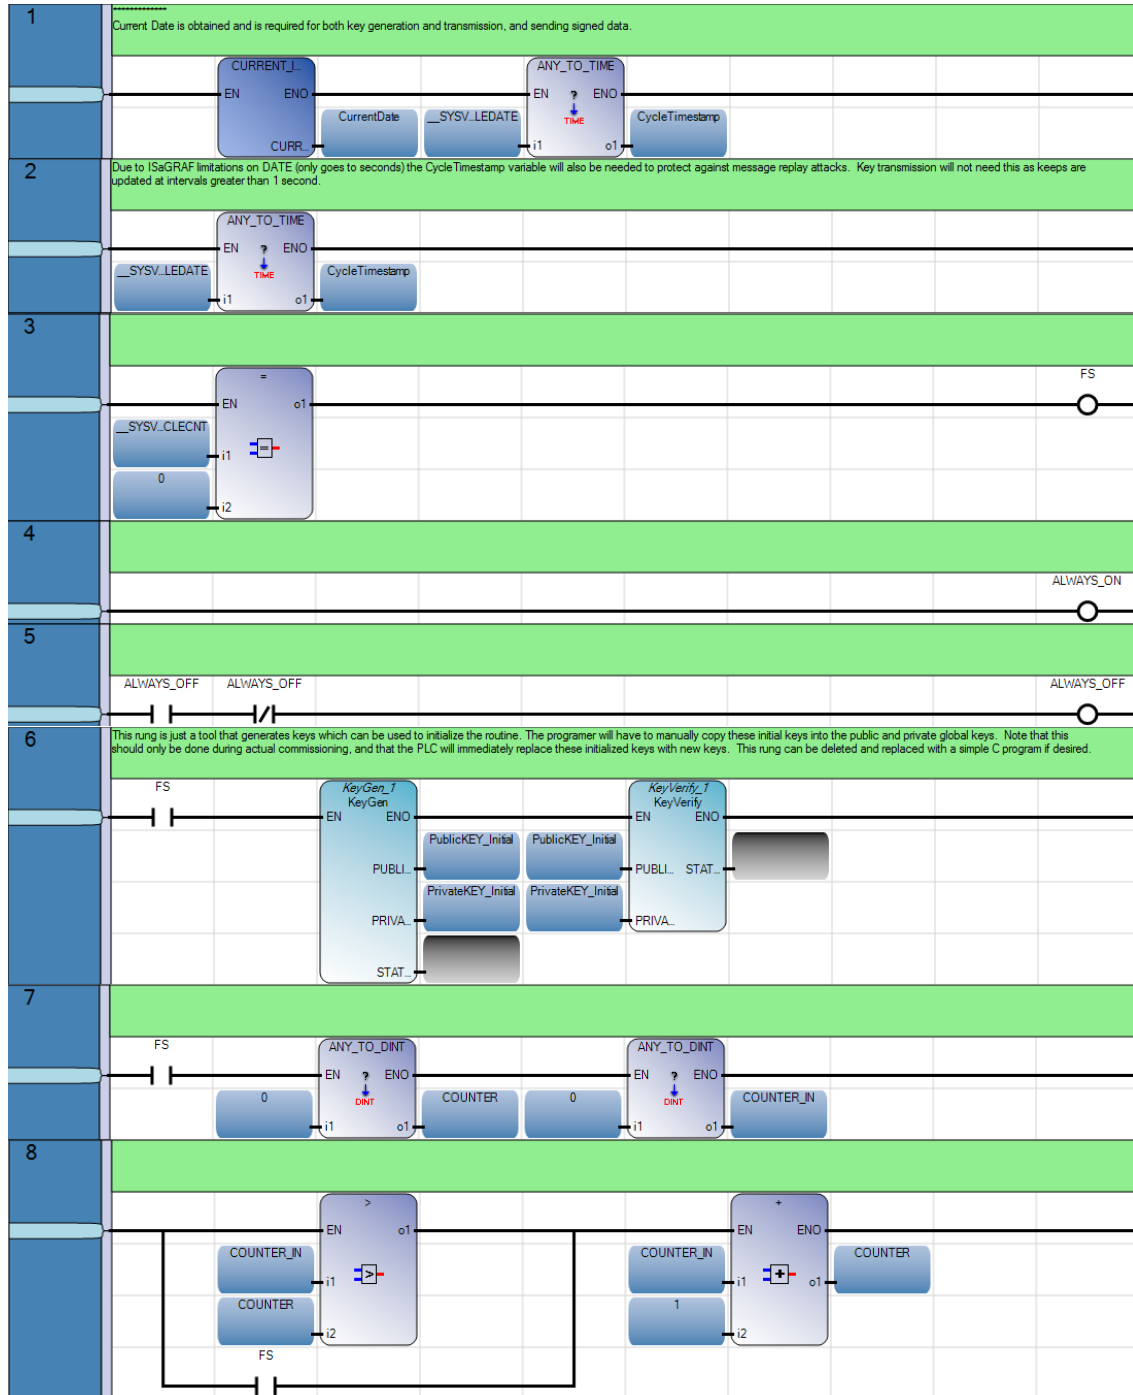 1
*************
Current Date is obtained and is required for both key generation and transmission, and sending signed data.
CURRENT_I...
ANY_TO_TIME
EN ENO
EN ? ENO
TIME
CurrentDate
__SYSV...LEDATE
CycleTimestamp
CURR...
i1 o1
2
Due to ISaGRAF limitations on DATE (only goes to seconds) the CycleTimestamp variable will also be needed to protect against message replay attacks. Key transmission will not need this as keeps are
updated at intervals greater than 1 second.
ANY_TO_TIME
EN ? ENO
TIME
__SYSV...LEDATE
CycleTimestamp
i1 o1
3
=
FS
EN o1
__SYSV...CLECNT
=
i1
0
i2
4
ALWAYS_ON
5
ALWAYS_OFF
ALWAYS_OFF
ALWAYS_OFF
6
This rung is just a tool that generates keys which can be used to initialize the routine. The programer will have to manually copy these initial keys into the public and private global keys. Note that this
should only be done during actual commissioning, and that the PLC will immediately replace these initialized keys with new keys. This rung can be deleted and replaced with a simple C program if desired.
FS
KeyGen_1
KeyGen
KeyVerify_1
KeyVerify
EN ENO
EN ENO
PublicKEY_Initial
PublicKEY_Initial
PUBLI...
PUBLI... STAT...
PrivateKEY_Initial
PrivateKEY_Initial
PRIVA...
PRIVA...
STAT...
7
FS
ANY_TO_DINT
ANY_TO_DINT
EN ? ENO
EN ? ENO
DINT
DINT
0
COUNTER
0
COUNTER_IN
i1 o1
i1 o1
8
>
+
EN o1
EN ENO
COUNTER_IN
COUNTER_IN
COUNTER
>
+
i1
i1 o1
COUNTER
1
i2
i2
FS